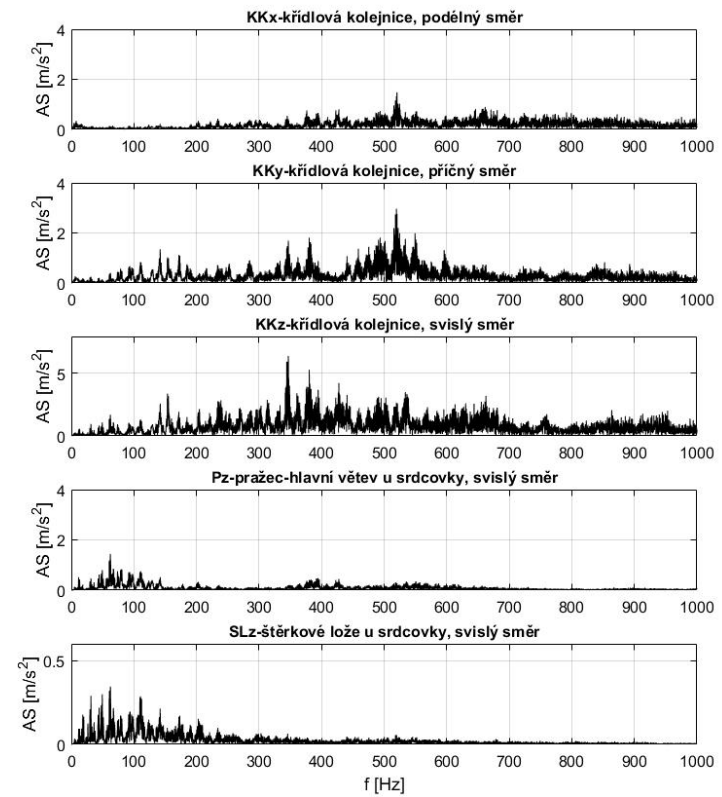 KKx-křídlová kolejnice, podélný směr
4
2
0
AS [m/s²]
0 100 200 300 400 500 600 700 800 900 1000
KKy-křídlová kolejnice, příčný směr
4
2
0
AS [m/s²]
0 100 200 300 400 500 600 700 800 900 1000
KKz-křídlová kolejnice, svislý směr
5
0
AS [m/s²]
0 100 200 300 400 500 600 700 800 900 1000
Pz-pražec-hlavní větev u srdcovky, svislý směr
4
2
0
AS [m/s²]
0 100 200 300 400 500 600 700 800 900 1000
SLz-štěrkové lože u srdcovky, svislý směr
0.5
0
AS [m/s²]
0 100 200 300 400 500 600 700 800 900 1000
f [Hz]